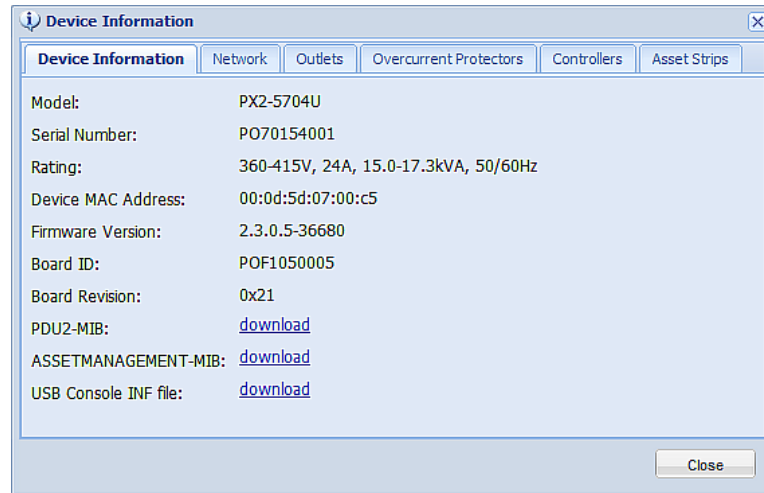 Device Information
Device Information Network Outlets Overcurrent Protectors Controllers Asset Strips
Model: PX2-5704U
Serial Number: PO70154001
Rating: 360-415V, 24A, 15.0-17.3kVA, 50/60Hz
Device MAC Address: 00:0d:5d:07:00:c5
Firmware Version: 2.3.0.5-36680
Board ID: POF1050005
Board Revision: 0x21
PDU2-MIB: download
ASSETMANAGEMENT-MIB: download
USB Console INF file: download
Close